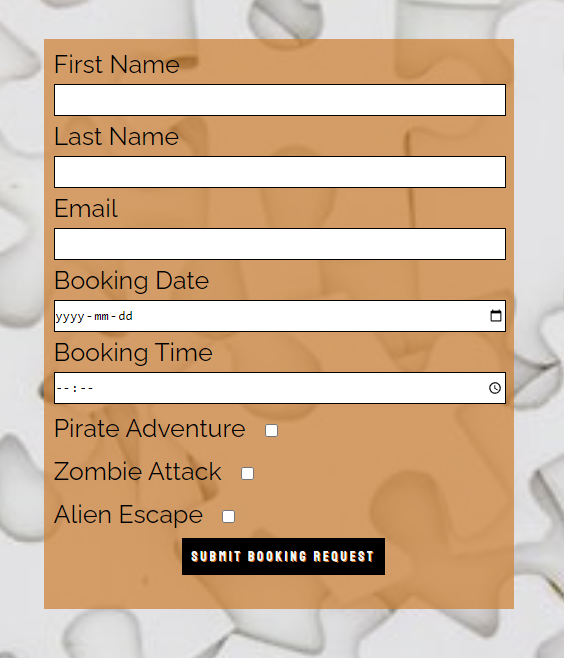 First Name
Last Name
Email
Booking Date
yyyy-mm-dd
Booking Time
--:--
Pirate Adventure
Zombie Attack
Alien Escape
SUBMIT BOOKING REQUEST